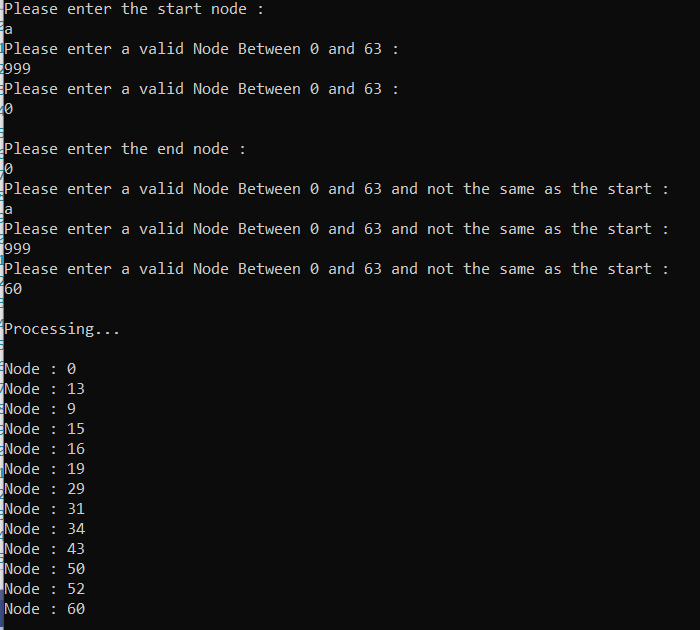 Please enter the start node :
a
Please enter a valid Node Between 0 and 63 :
999
Please enter a valid Node Between 0 and 63 :
0
Please enter the end node :
0
Please enter a valid Node Between 0 and 63 and not the same as the start :
a
Please enter a valid Node Between 0 and 63 and not the same as the start :
999
Please enter a valid Node Between 0 and 63 and not the same as the start :
60
Processing...
Node : 0
Node : 13
Node : 9
Node : 15
Node : 16
Node : 19
Node : 29
Node : 31
Node : 34
Node : 43
Node : 50
Node : 52
Node : 60